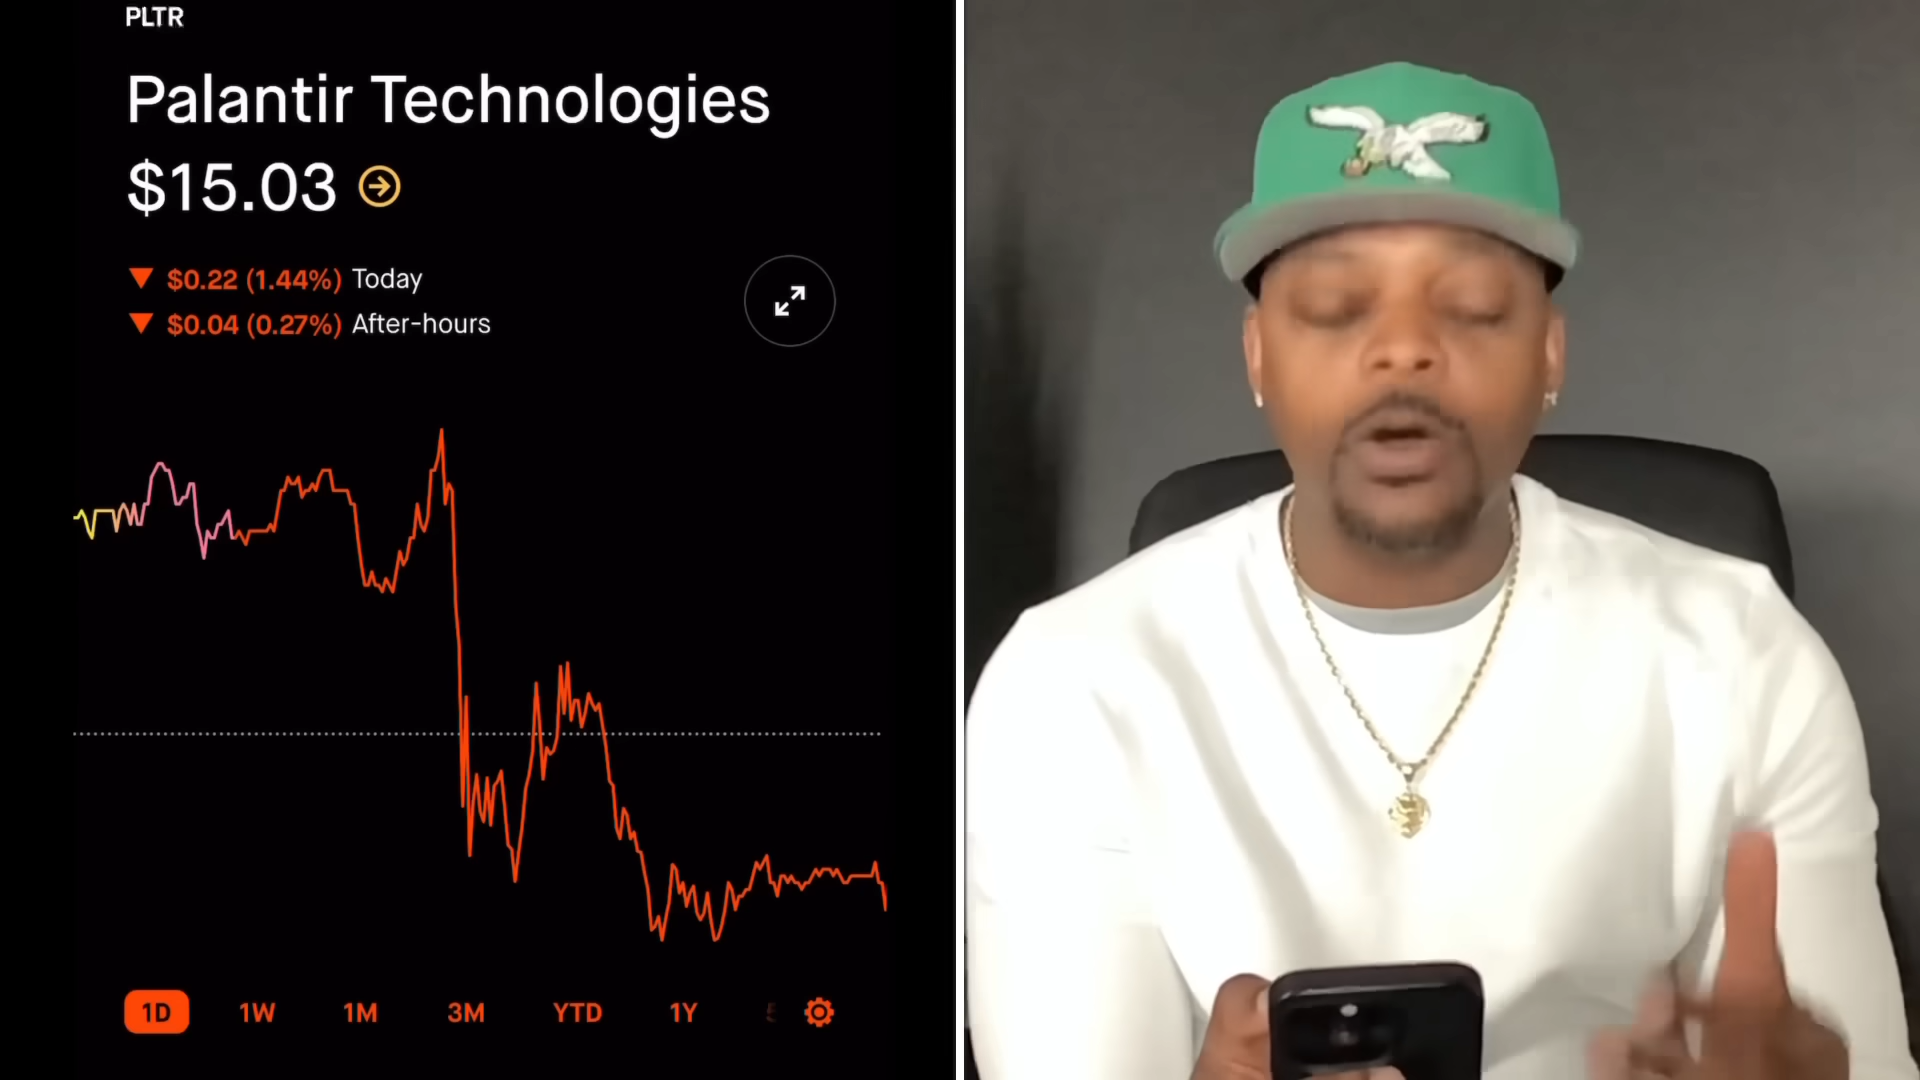 PLTR
Palantir Technologies
$15.03
$0.22 (1.44%) Today
$0.04 (0.27%) After-hours
1D 1W 1M 3M YTD 1Y